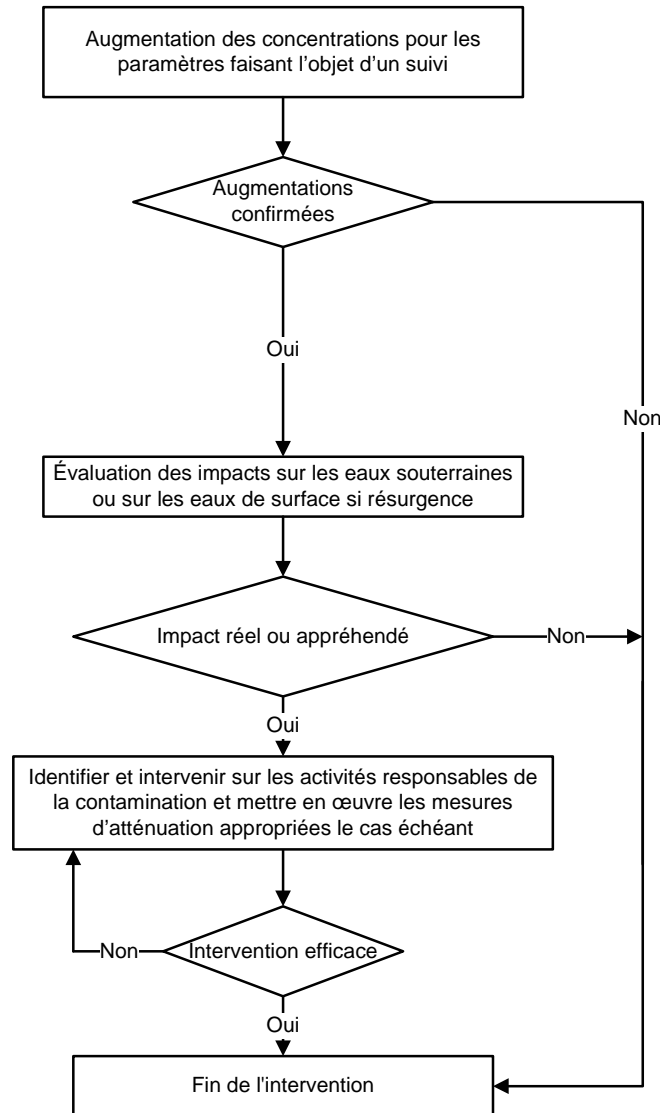 Augmentation des concentrations pour les
paramètres faisant l'objet d'un suivi
Augmentations
confirmées
Oui
Non
Évaluation des impacts sur les eaux souterraines
ou sur les eaux de surface si résurgence
Impact réel ou appréhendé
Non
Oui
Identifier et intervenir sur les activités responsables de
la contamination et mettre en œuvre les mesures
d'atténuation appropriées le cas échéant
Non
Intervention efficace
Oui
Fin de l'intervention